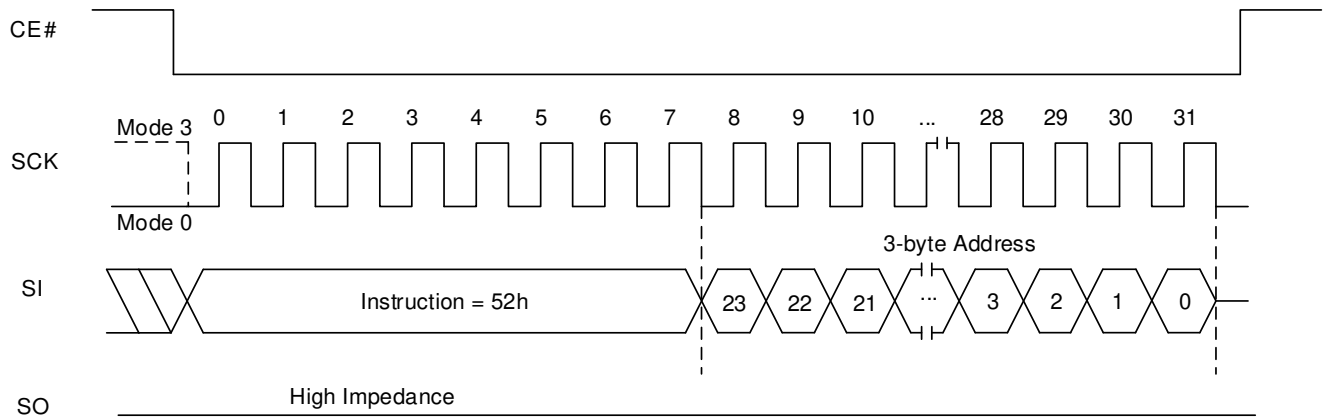 CE#
0 1 2 3 4 5 6 7 8 9 10 ... 28 29 30 31
Mode 3
SCK
Mode 0
3-byte Address
SI
Instruction = 52h
23 22 21 ... 3 2 1 0
High Impedance
SO